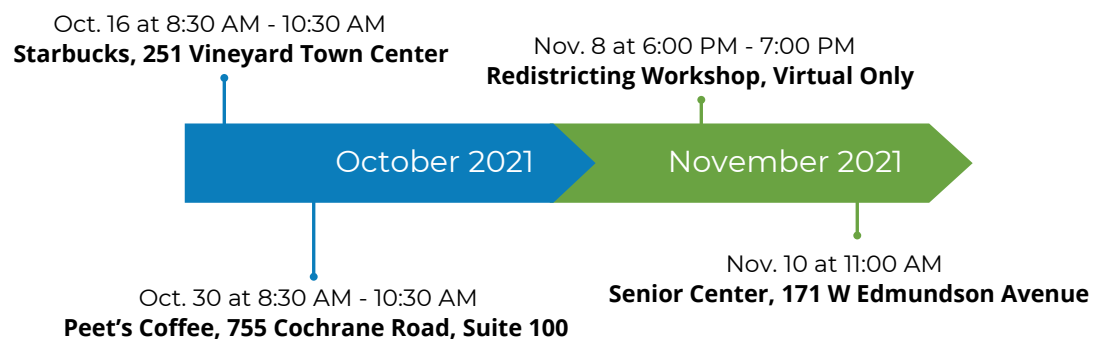 Oct. 16 at 8:30 AM - 10:30 AM
Starbucks, 251 Vineyard Town Center
Nov. 8 at 6:00 PM - 7:00 PM
Redistricting Workshop, Virtual Only
October 2021
November 2021
Oct. 30 at 8:30 AM - 10:30 AM
Peet's Coffee, 755 Cochrane Road, Suite 100
Nov. 10 at 11:00 AM
Senior Center, 171 W Edmundson Avenue